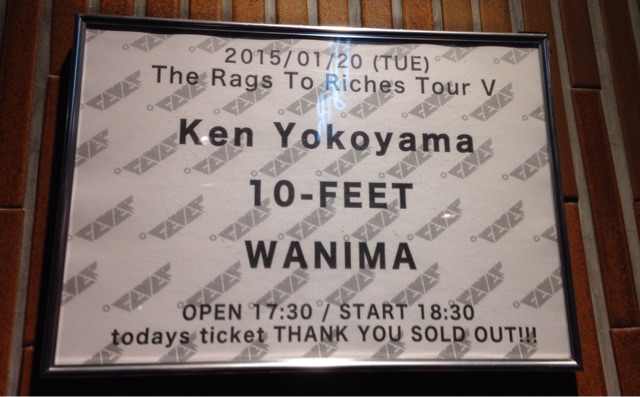 2015/01/20 (TUE)
The Rags To Riches Tour V
Ken Yokoyama
10-FEET
WANIMA
OPEN 17:30 / START 18:30
todays ticket THANK YOU SOLD OUT!!!